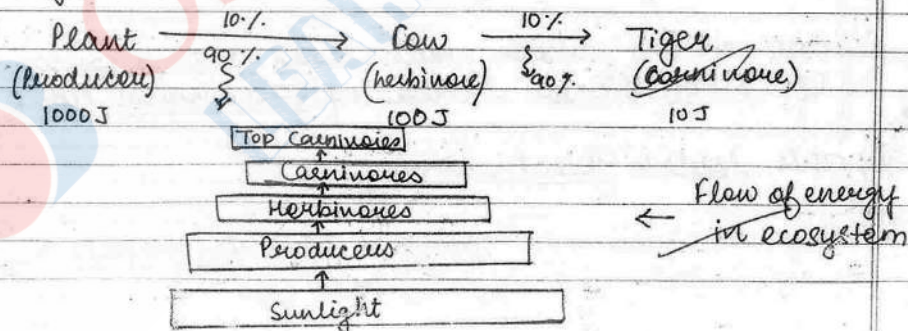 Plant 10% Cow 10% Tiger
90% 90%
(Producer) (herbivore) (carnivore)
1000J 100J 10J
Top Carnivores
Carnivores
Herbivores
Flow of energy
in ecosystem
Producers
Sunlight